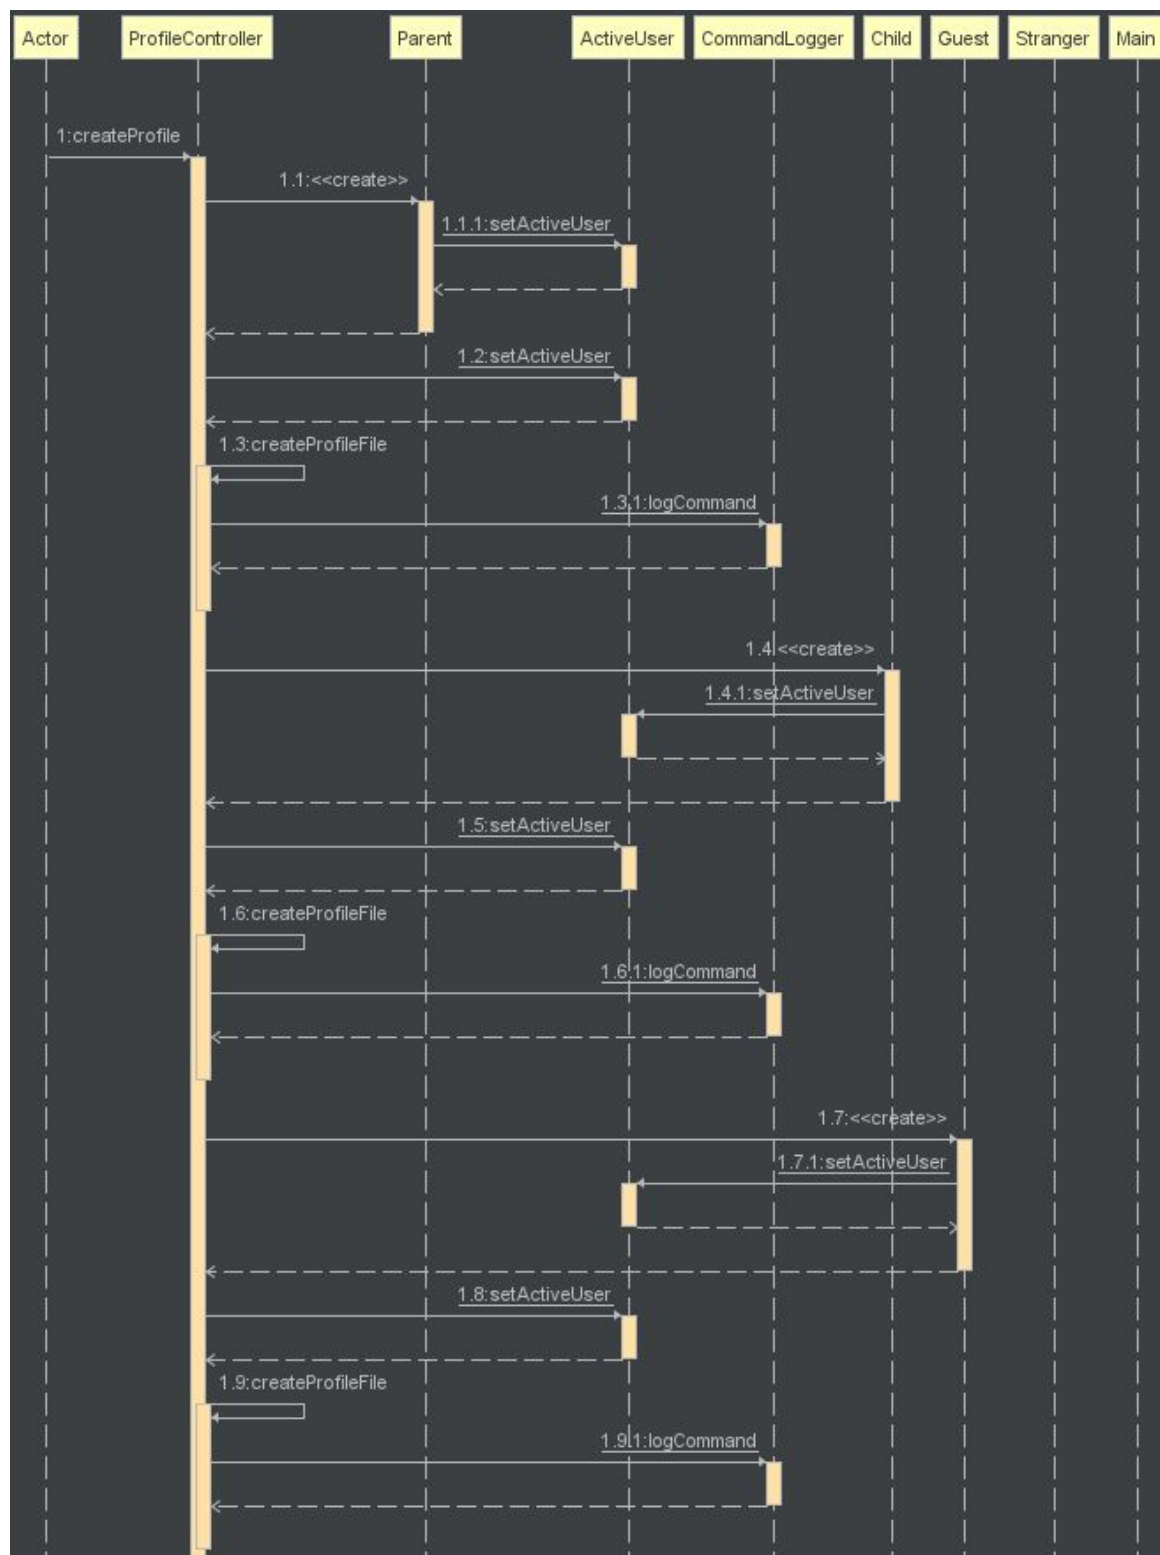 Actor ProfileController Parent ActiveUser CommandLogger Child Guest Stranger Main
1:createProfile
1.1:<<create>>
1.1.1:setActiveUser
1.2:setActiveUser
1.3:createProfileFile
1.3.1:logCommand
1.4:<<create>>
1.4.1:setActiveUser
1.5:setActiveUser
1.6:createProfileFile
1.6.1:logCommand
1.7:<<create>>
1.7.1:setActiveUser
1.8:setActiveUser
1.9:createProfileFile
1.9.1:logCommand